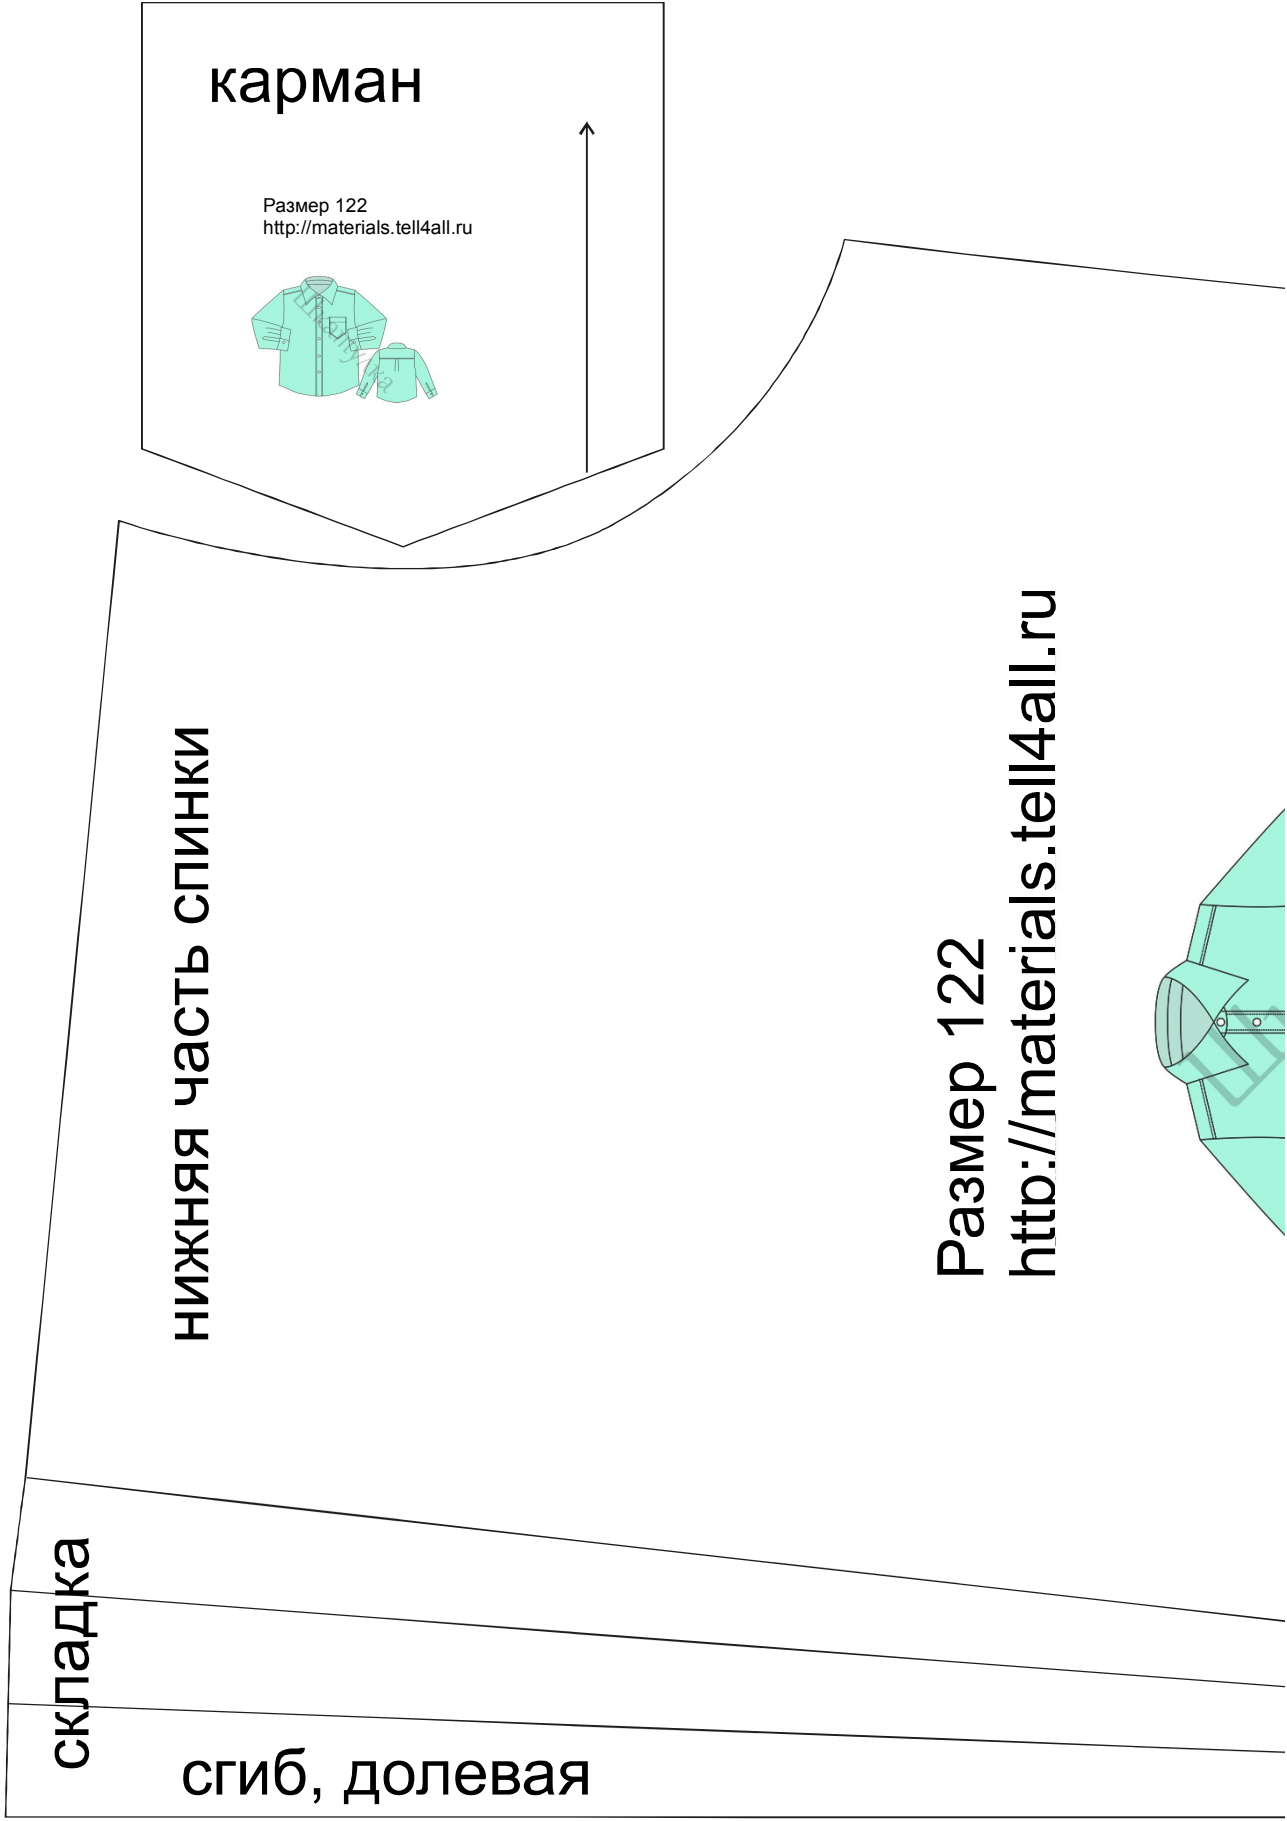 карман
Размер 122
http://materials.tell4all.ru
Шпаргулка
нижняя часть спинки
Размер 122
http://materials.tell4all.ru
складка
сгиб, долевая